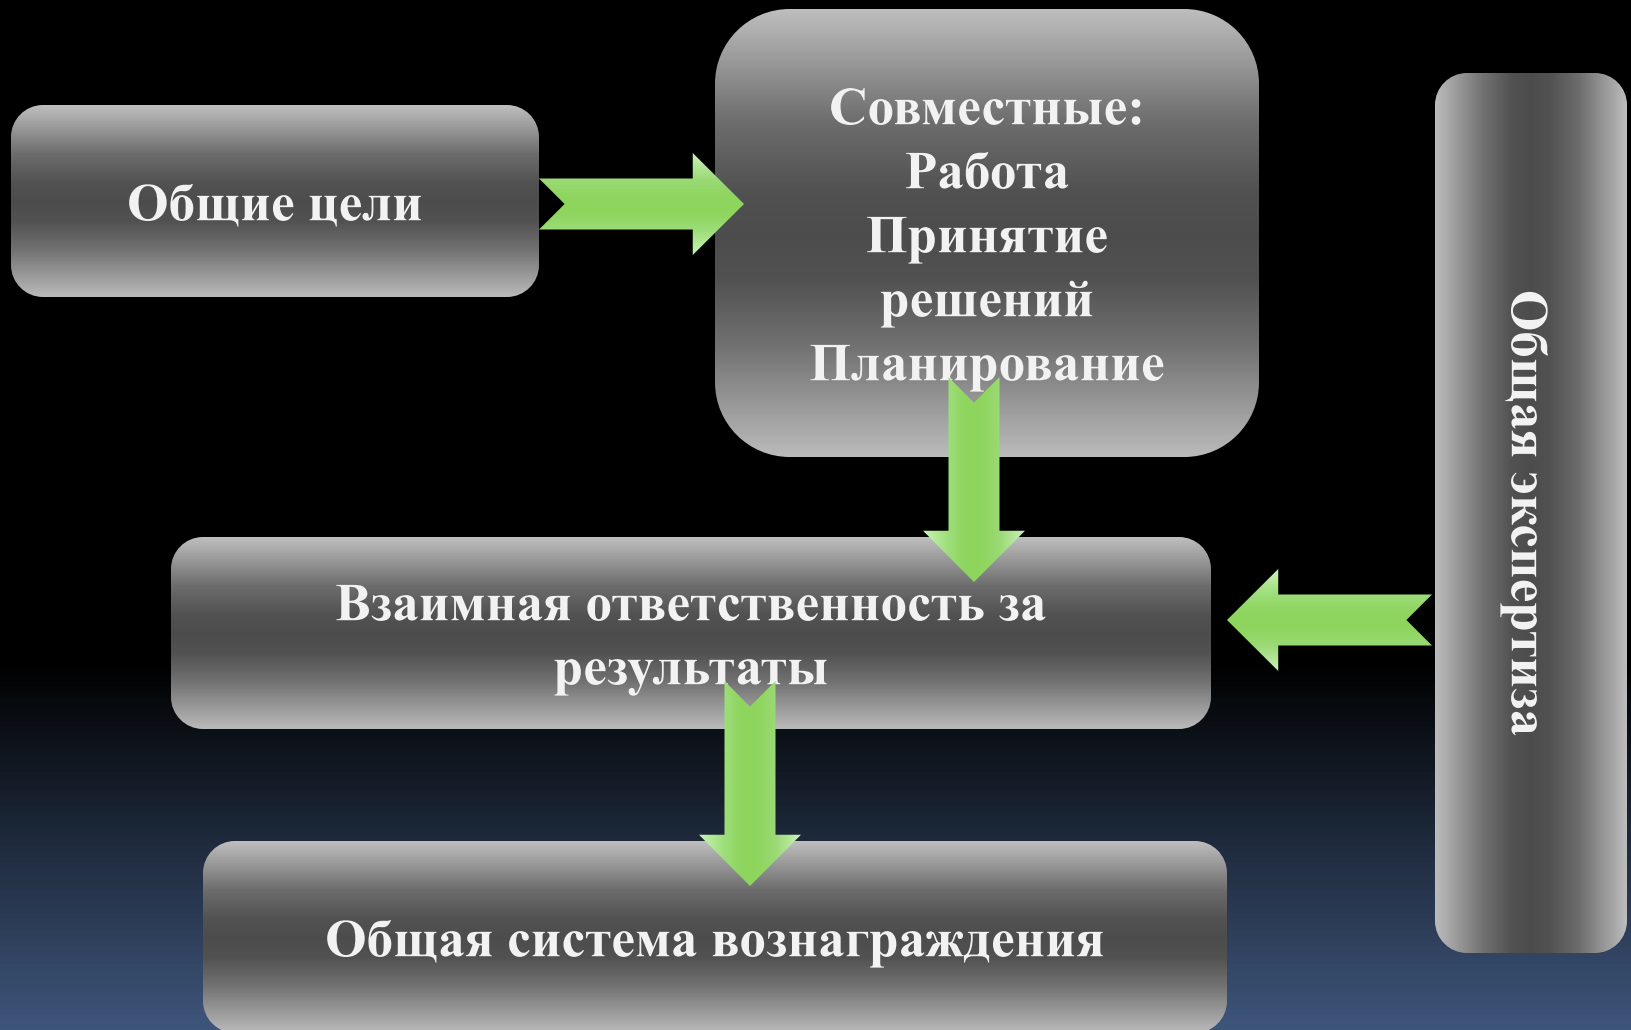 Общие цели
Совместные:
Работа
Принятие
решений
Планирование
Взаимная ответственность за
результаты
Общая система вознаграждения
Общая экспертиза